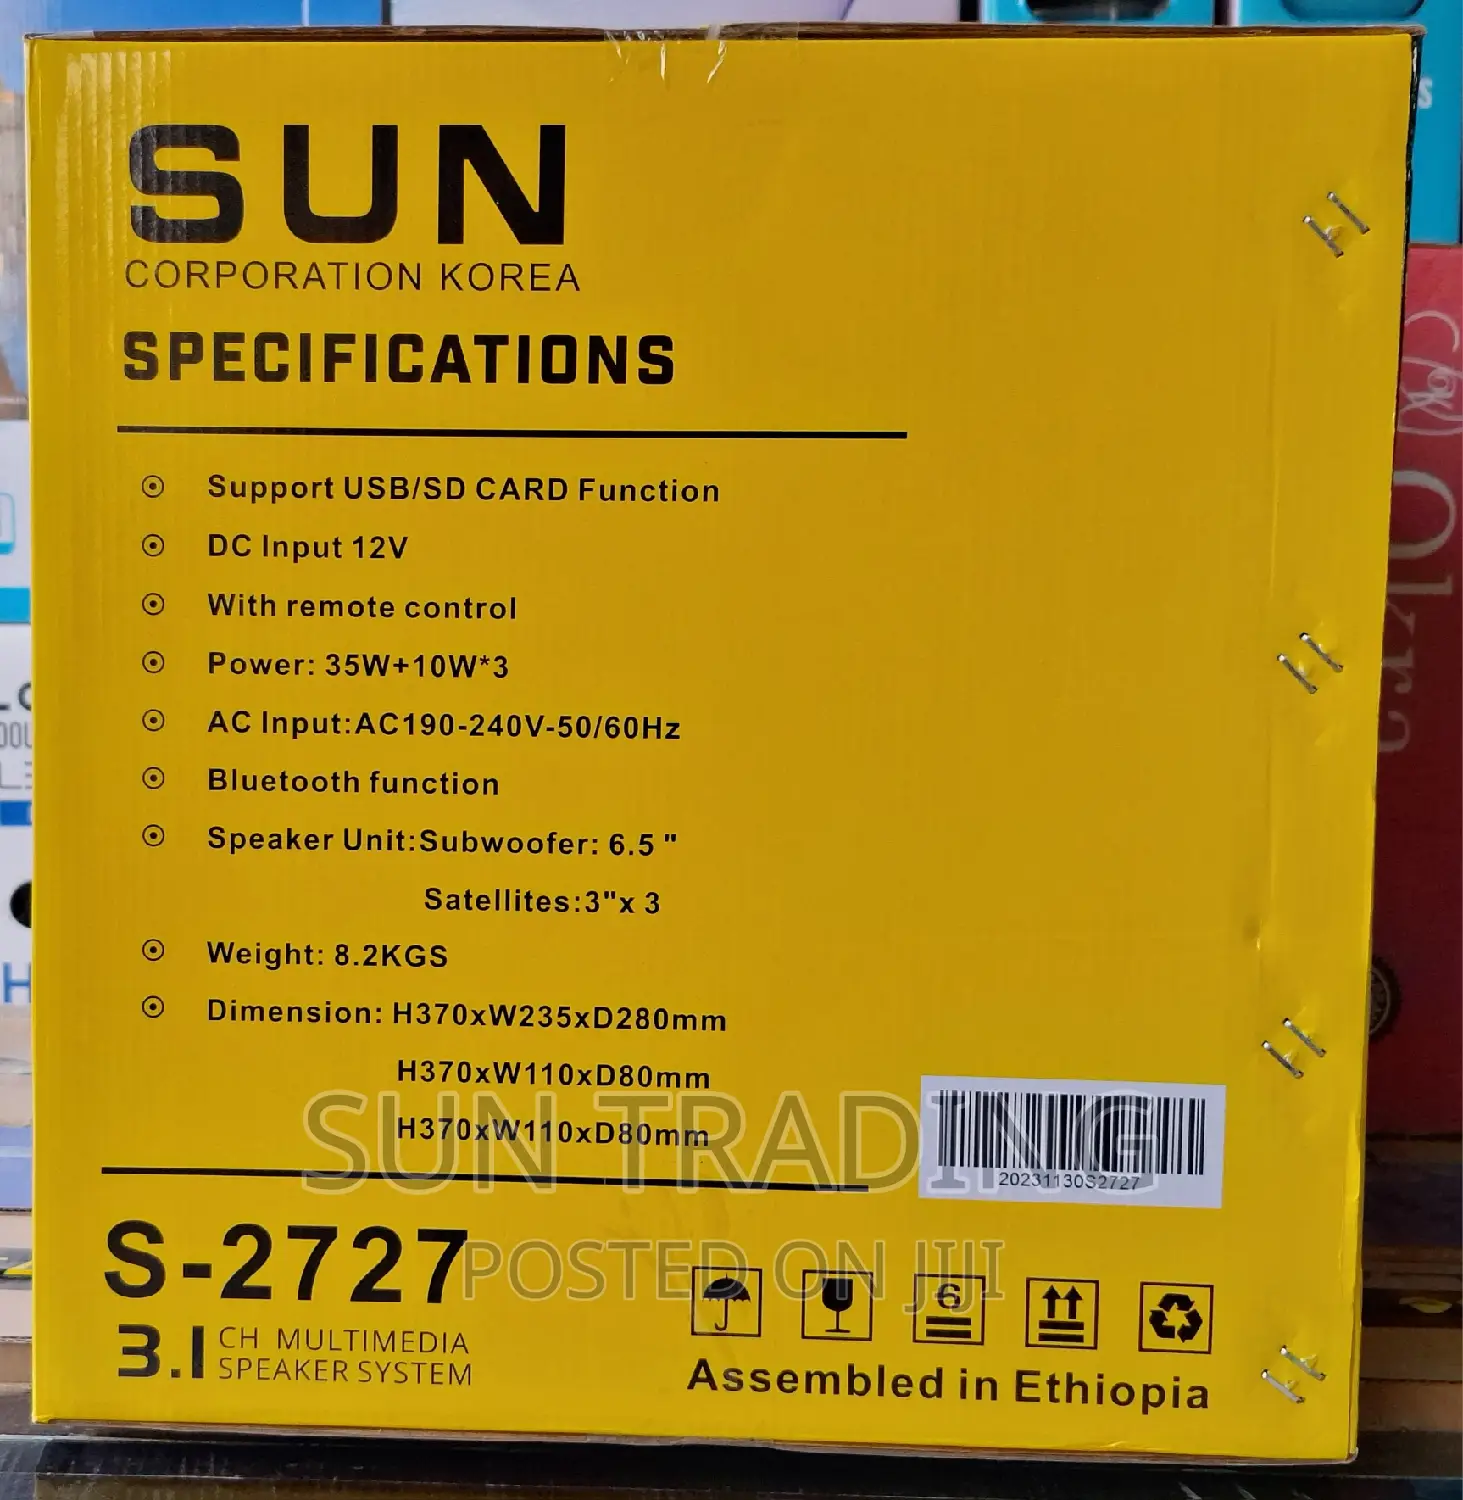 SUN
CORPORATION KOREA
SPECIFICATIONS
Support USB/SD CARD Function
DC Input 12V
With remote control
Power: 35W+10W*3
AC Input:AC190-240V-50/60Hz
Bluetooth function
Speaker Unit:Subwoofer: 6.5 "
Satellites:3"x 3
Weight: 8.2KGS
Dimension: H370xW235xD280mm
H370xW110xD80mm
H370xW110xD80mm
SUN TRADING
20231130S2727
S-2727
POSTED ON JIJI
3.1 CH MULTIMEDIA
SPEAKER SYSTEM
6
Assembled in Ethiopia